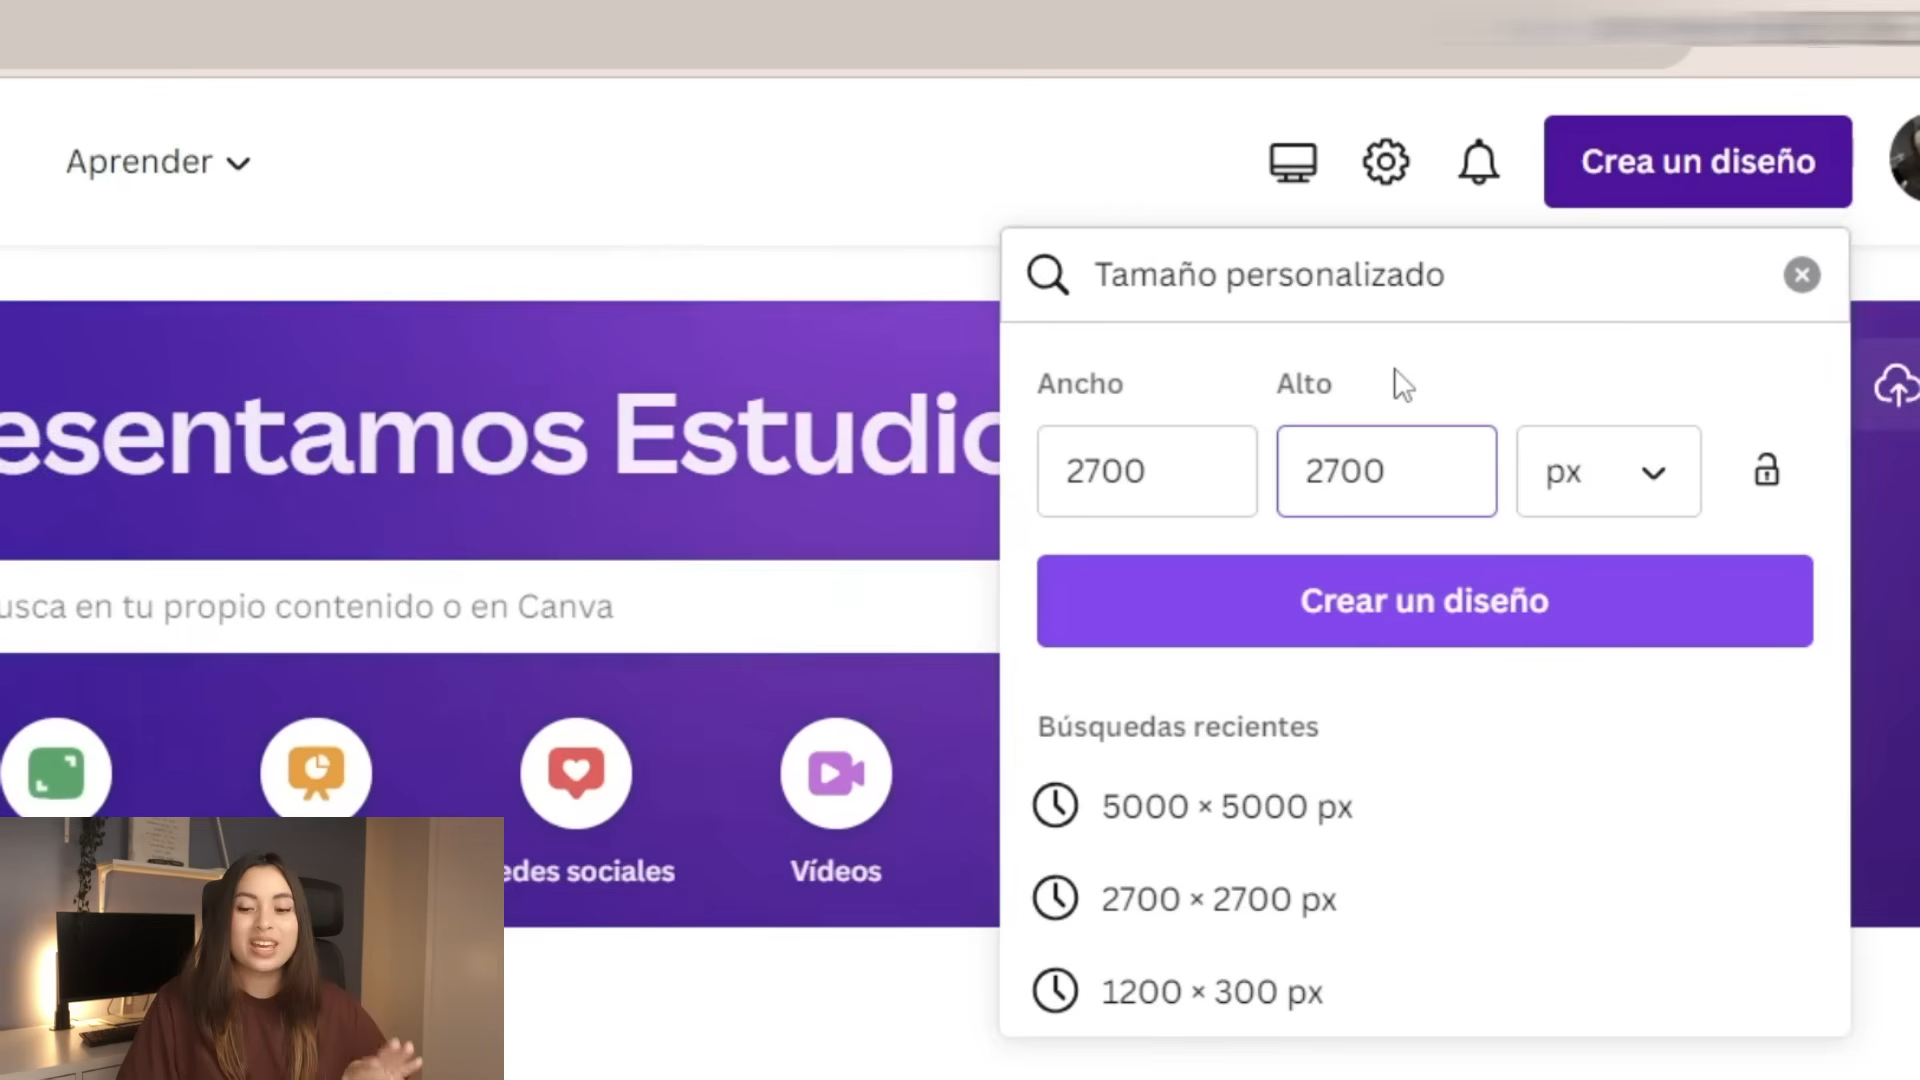 Aprender
Crea un diseño
Tamaño personalizado
esentamos Estudio
Ancho
Alto
2700
2700
px
Crear un diseño
usca en tu propio contenido o en Canva
Búsquedas recientes
5000 × 5000 px
2700 × 2700 px
1200 × 300 px
edes sociales
Vídeos